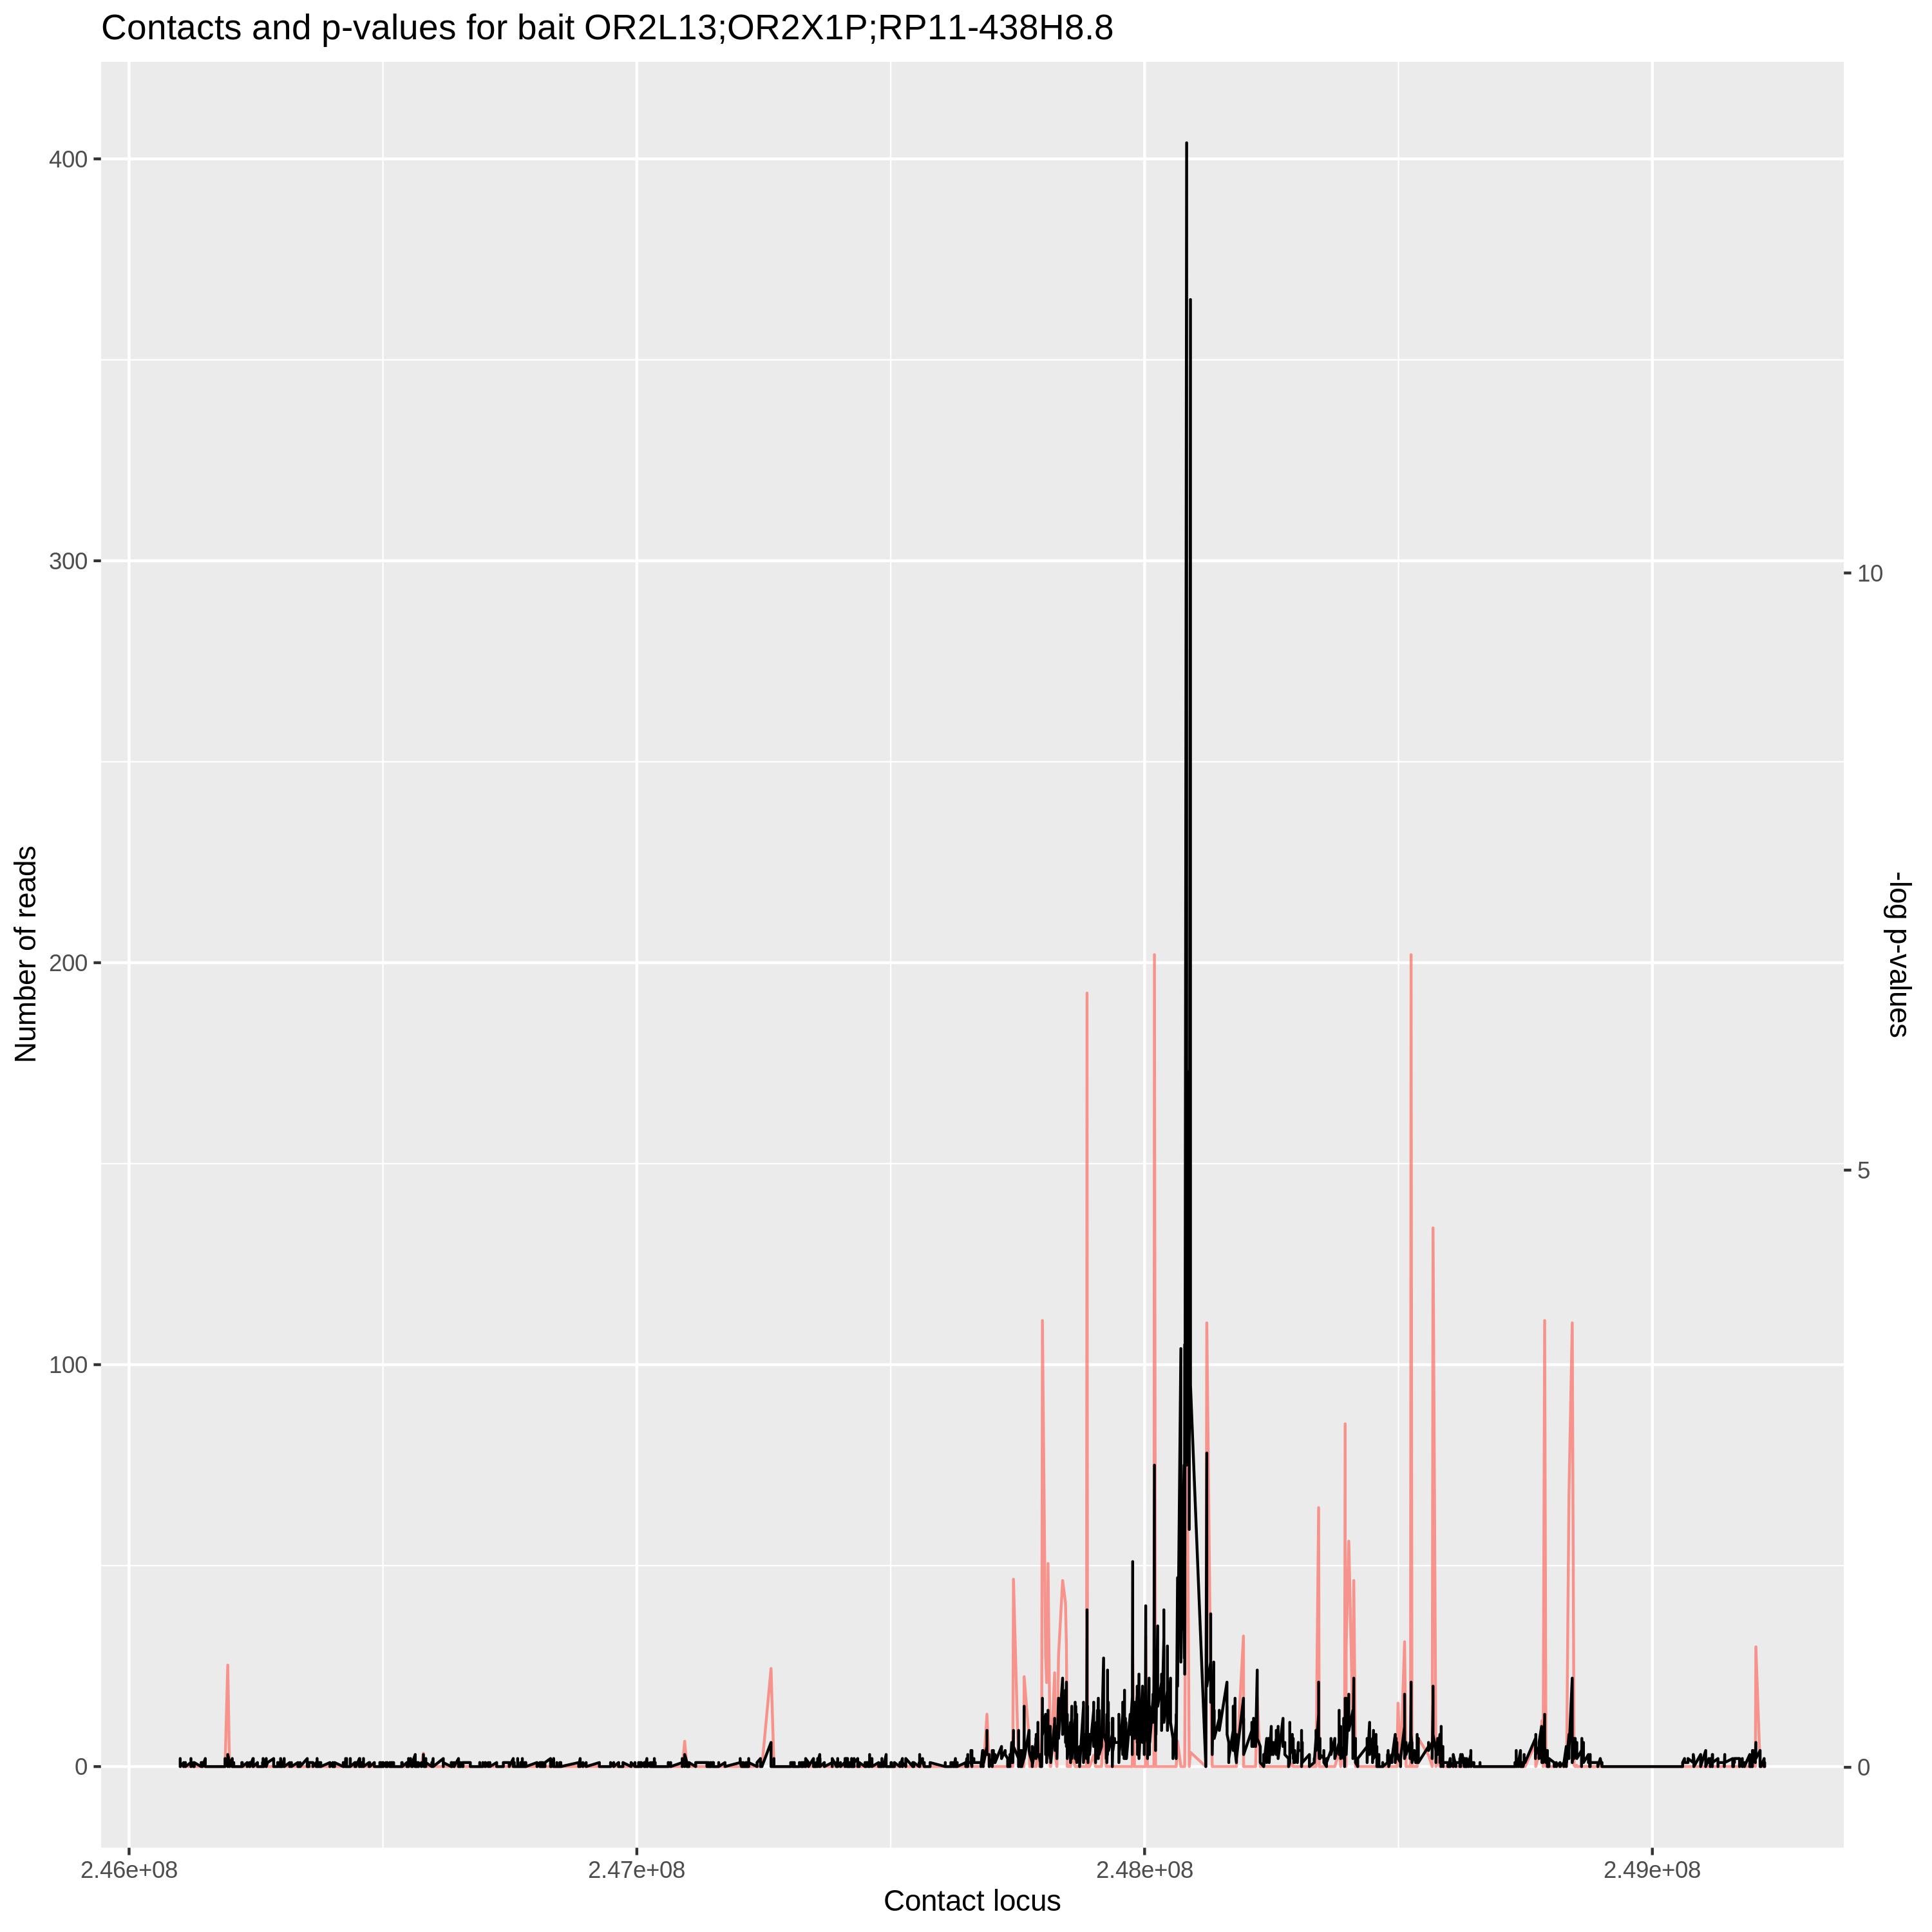 Contacts and p-values for bait OR2L13;OR2X1P;RP11-438H8.8
400
300
200
100
0
10
5
0
Number of reads
-log p-values
2.46e+08
2.47e+08
2.48e+08
2.49e+08
Contact locus